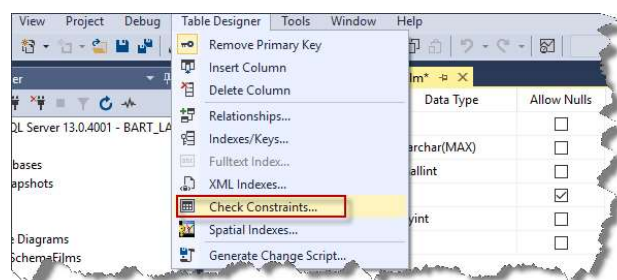 View Project Debug Table Designer Tools Window Help
Remove Primary Key
Insert Column
Delete Column
Relationships...
Indexes/Keys...
Fulltext Index...
XML Indexes...
Check Constraints...
Spatial Indexes...
Generate Change Script...
er
QL Server 13.0.4001 - BART_LA
bases
apshots
e Diagrams
SchemaFilms
lm*
Data Type Allow Nulls
archar(MAX)
allint
yint